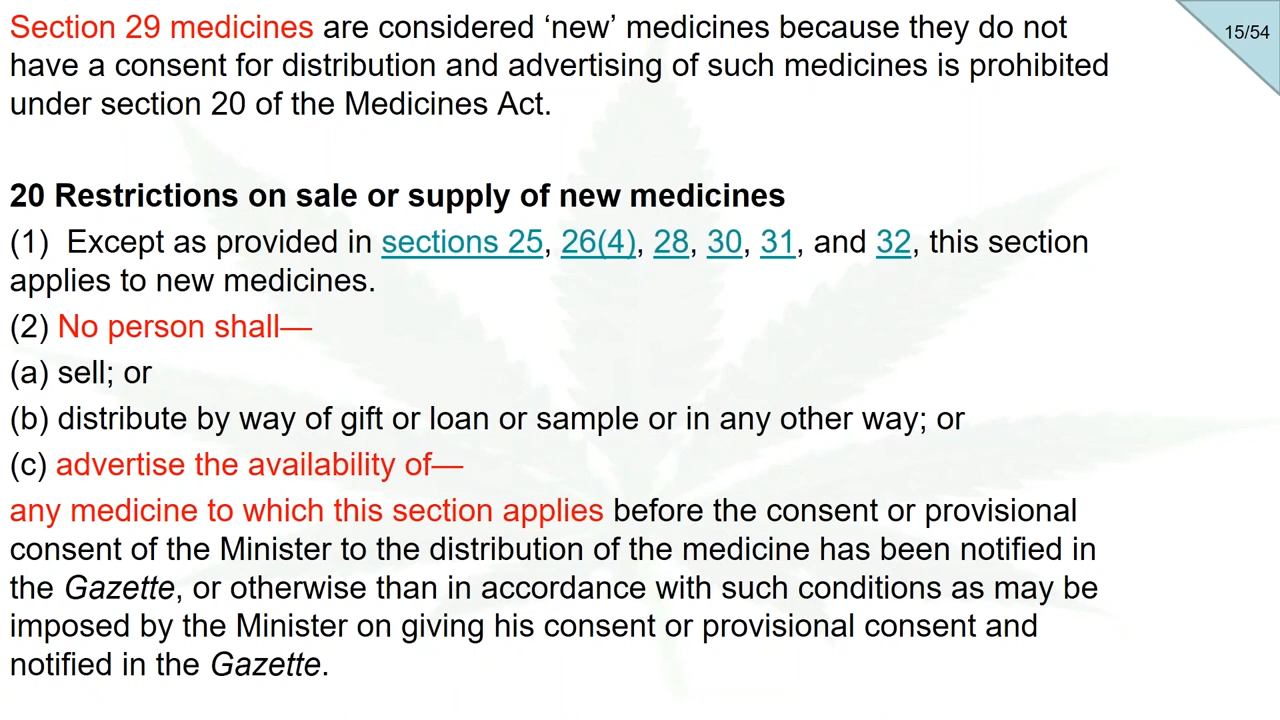 Section 29 medicines are considered ‘new’ medicines because they do not
have a consent for distribution and advertising of such medicines is prohibited
under section 20 of the Medicines Act.
15/54
20 Restrictions on sale or supply of new medicines
(1)  Except as provided in sections 25, 26(4), 28, 30, 31, and 32, this section
applies to new medicines.
(2) No person shall—
(a) sell; or
(b) distribute by way of gift or loan or sample or in any other way; or
(c) advertise the availability of—
any medicine to which this section applies before the consent or provisional
consent of the Minister to the distribution of the medicine has been notified in
the Gazette, or otherwise than in accordance with such conditions as may be
imposed by the Minister on giving his consent or provisional consent and
notified in the Gazette.